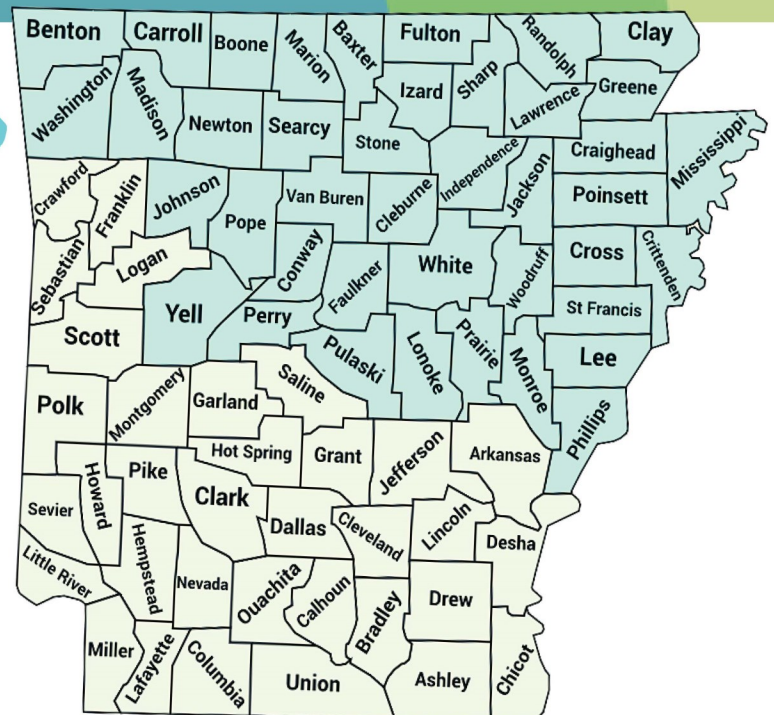 Benton
Carroll
Boone
Marion
Baxter
Fulton
Randolph
Clay
Washington
Madison
Newton
Searcy
Izard
Sharp
Lawrence
Greene
Stone
Independence
Jackson
Craighead
Mississippi
Crawford
Franklin
Johnson
Pope
Van Buren
Cleburne
Poinsett
Sebastian
Logan
Conway
Faulkner
White
Woodruff
Cross
Crittenden
Scott
Yell
Perry
Pulaski
Lonoke
Prairie
Monroe
St Francis
Lee
Phillips
Polk
Montgomery
Garland
Saline
Hot Spring
Grant
Jefferson
Arkansas
Sevier
Howard
Pike
Clark
Dallas
Cleveland
Lincoln
Desha
Little River
Hempstead
Nevada
Ouachita
Calhoun
Bradley
Drew
Miller
Lafayette
Columbia
Union
Ashley
Chicot